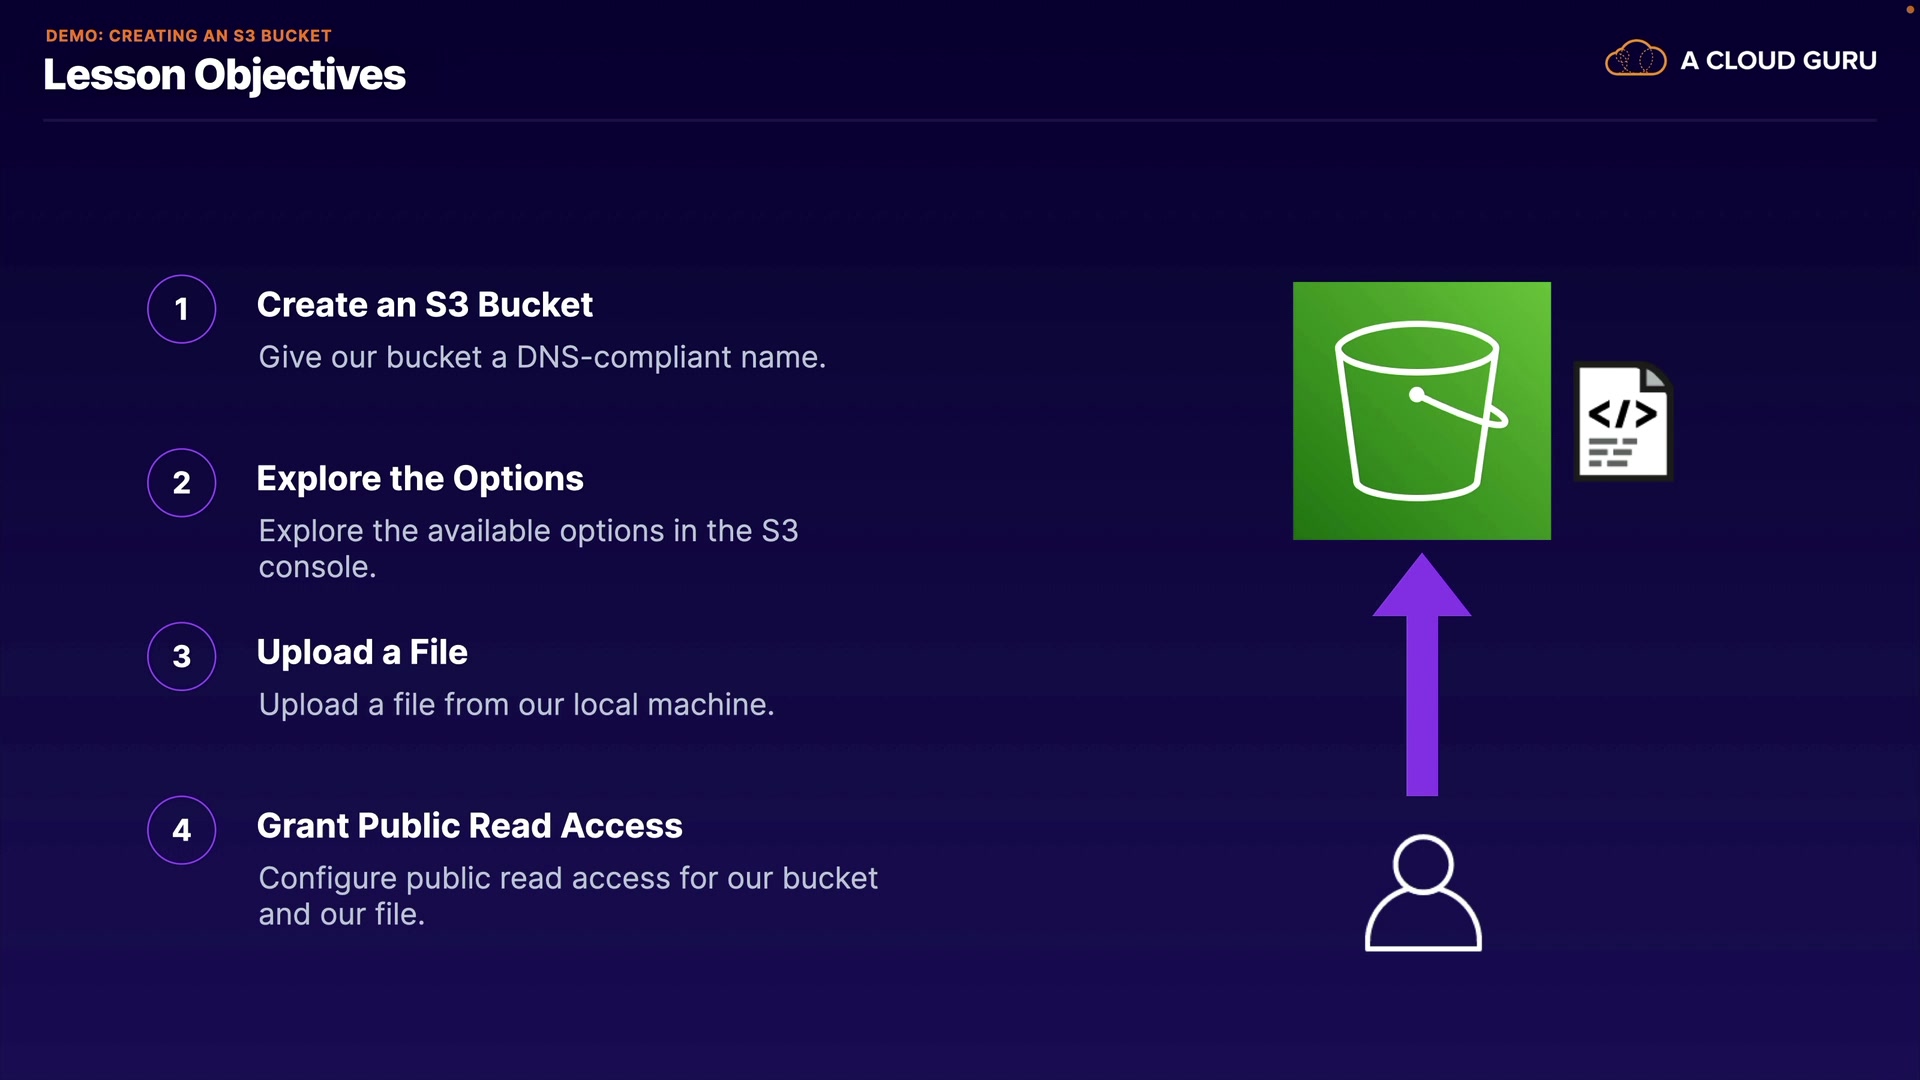 DEMO: CREATING AN S3 BUCKET
Lesson Objectives
A CLOUD GURU
1
Create an S3 Bucket
Give our bucket a DNS-compliant name.
2
Explore the Options
Explore the available options in the S3
console.
3
Upload a File
Upload a file from our local machine.
4
Grant Public Read Access
Configure public read access for our bucket
and our file.
</>